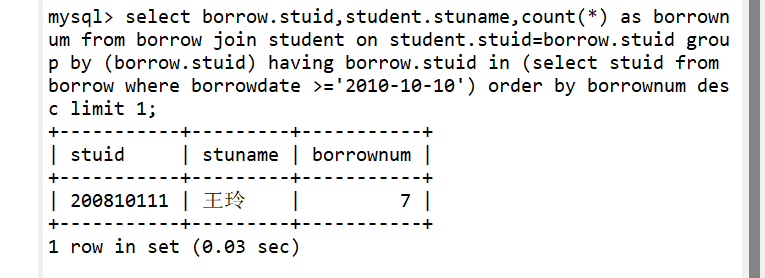 mysql> select borrow.stuid,student.stuname,count(*) as borrown
um from borrow join student on student.stuid=borrow.stuid grou
p by (borrow.stuid) having borrow.stuid in (select stuid from
borrow where borrowdate >='2010-10-10') order by borrownum des
c limit 1;
+-----------+---------+-----------+
| stuid     | stuname | borrownum |
+-----------+---------+-----------+
| 200810111 | 王玲    |         7 |
+-----------+---------+-----------+
1 row in set (0.03 sec)